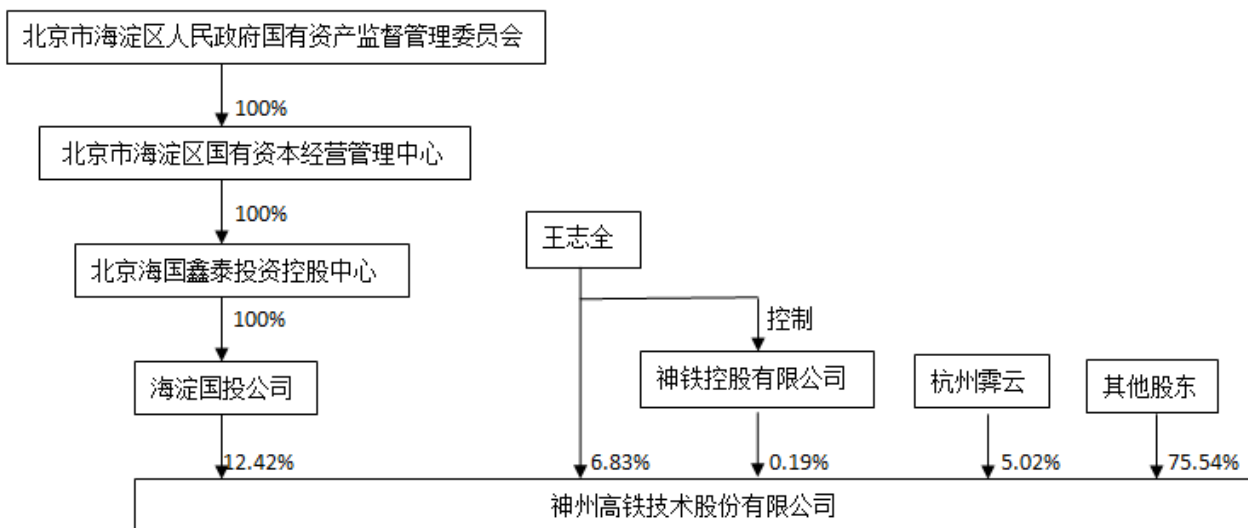 北京市海淀区人民政府国有资产监督管理委员会
100%
北京市海淀区国有资本经营管理中心
100%
王志全
北京海国鑫泰投资控股中心
100%
控制
海淀国投公司
神铁控股有限公司
杭州霁云
其他股东
12.42%
6.83%
0.19%
5.02%
75.54%
神州高铁技术股份有限公司